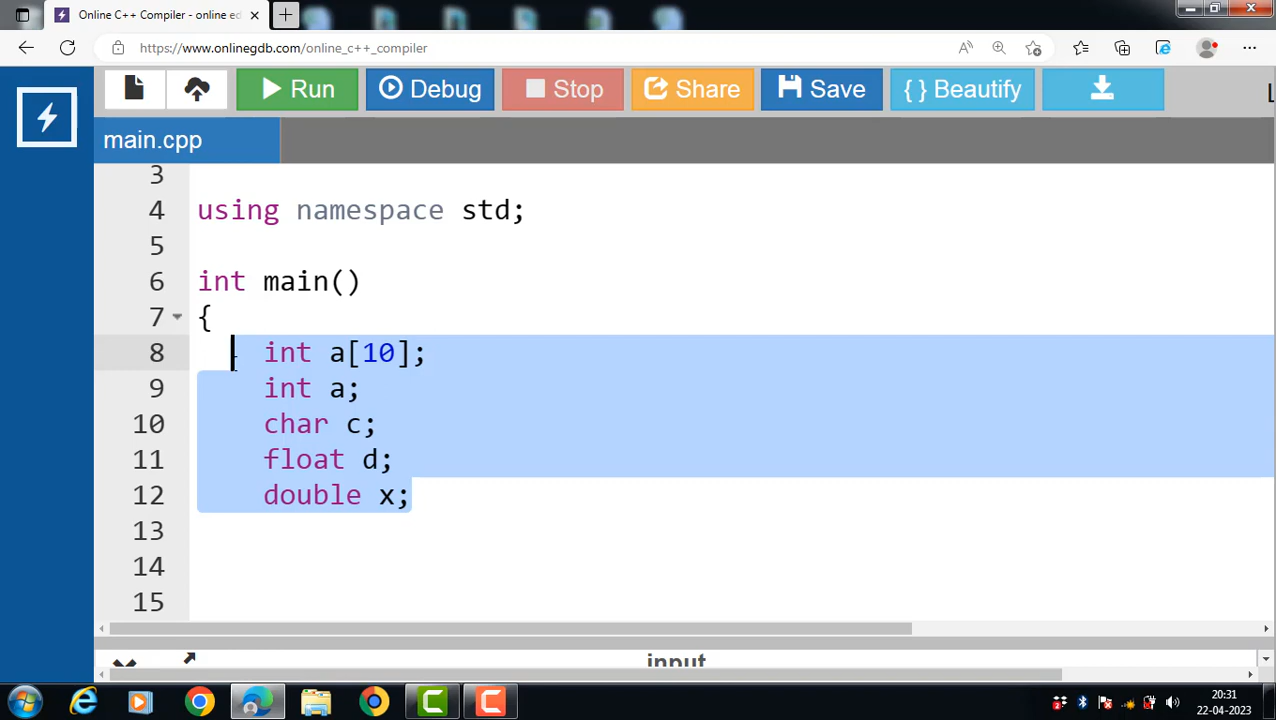 Online C++ Compiler - online ed
https://www.onlinegdb.com/online_c++_compiler
Run Debug Stop Share Save { } Beautify L
main.cpp
3
4 using namespace std;
5
6 int main()
7 {
8 int a[10];
9 int a;
10 char c;
11 float d;
12 double x;
13
14
15
input
20:31
22-04-2023